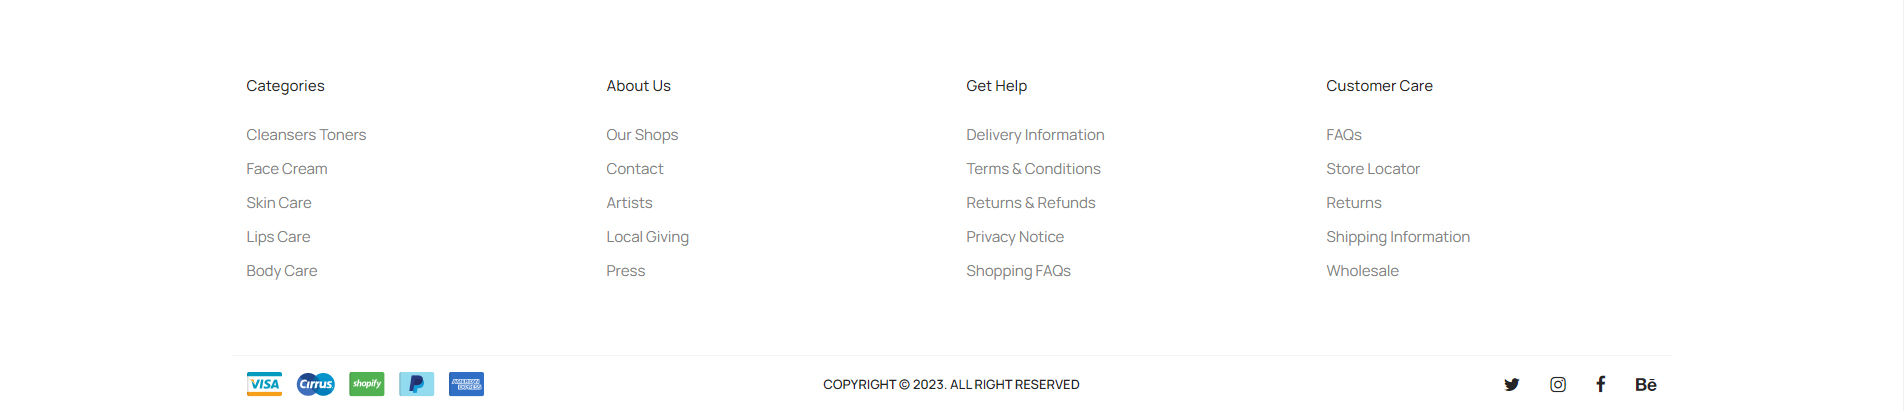 Categories
Cleansers Toners
Face Cream
Skin Care
Lips Care
Body Care
About Us
Our Shops
Contact
Artists
Local Giving
Press
Get Help
Delivery Information
Terms & Conditions
Returns & Refunds
Privacy Notice
Shopping FAQs
Customer Care
FAQs
Store Locator
Returns
Shipping Information
Wholesale
VISA Cirrus shopify AMERICAN EXPRESS
COPYRIGHT © 2023. ALL RIGHT RESERVED
Bē